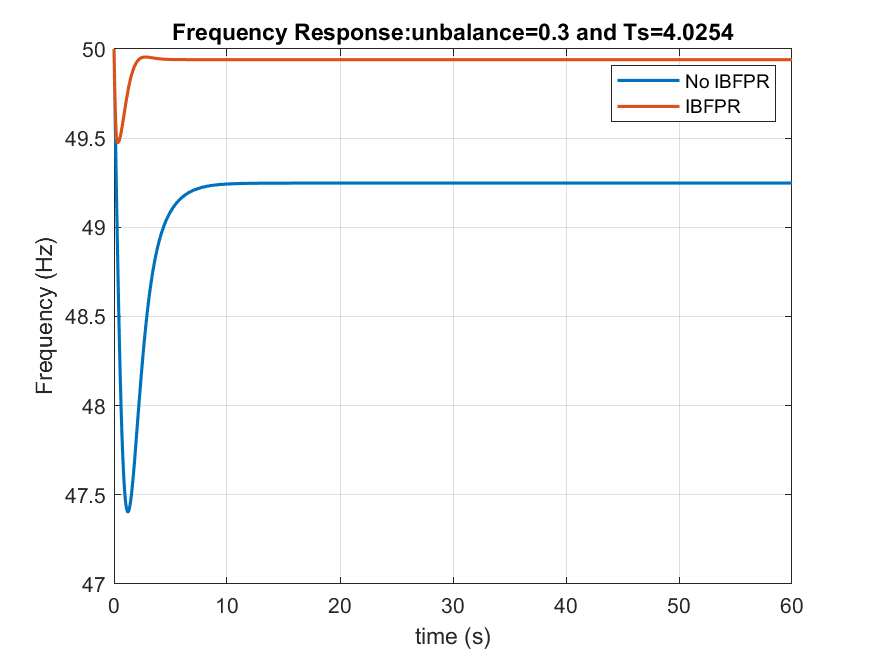 Frequency Response:unbalance=0.3 and Ts=4.0254
No IBFPR
IBFPR
50
49.5
49
48.5
48
47.5
47
Frequency (Hz)
0 10 20 30 40 50 60
time (s)